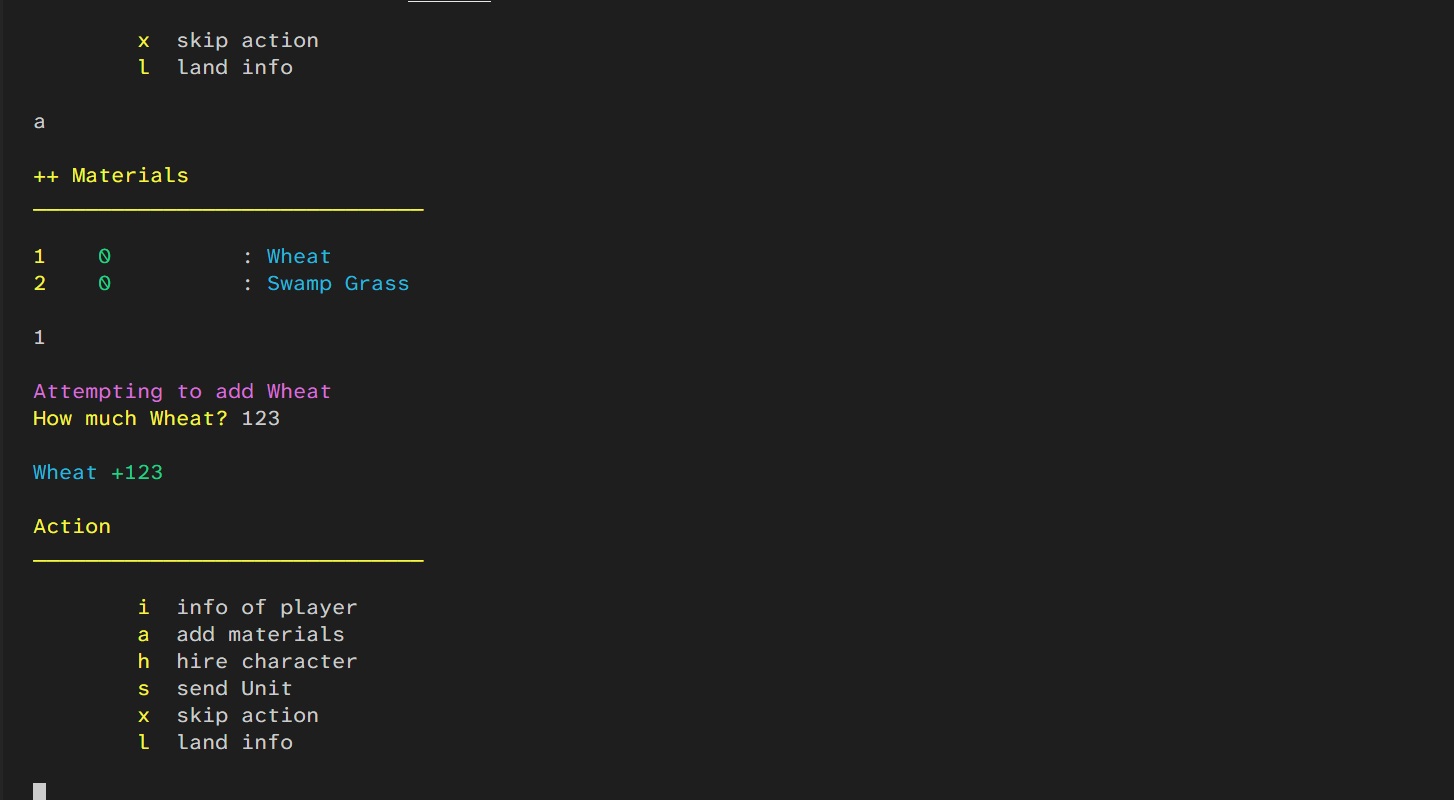 x skip action
l land info
a
++ Materials
1 0 : Wheat
2 0 : Swamp Grass
1
Attempting to add Wheat
How much Wheat? 123
Wheat +123
Action
i info of player
a add materials
h hire character
s send Unit
x skip action
l land info